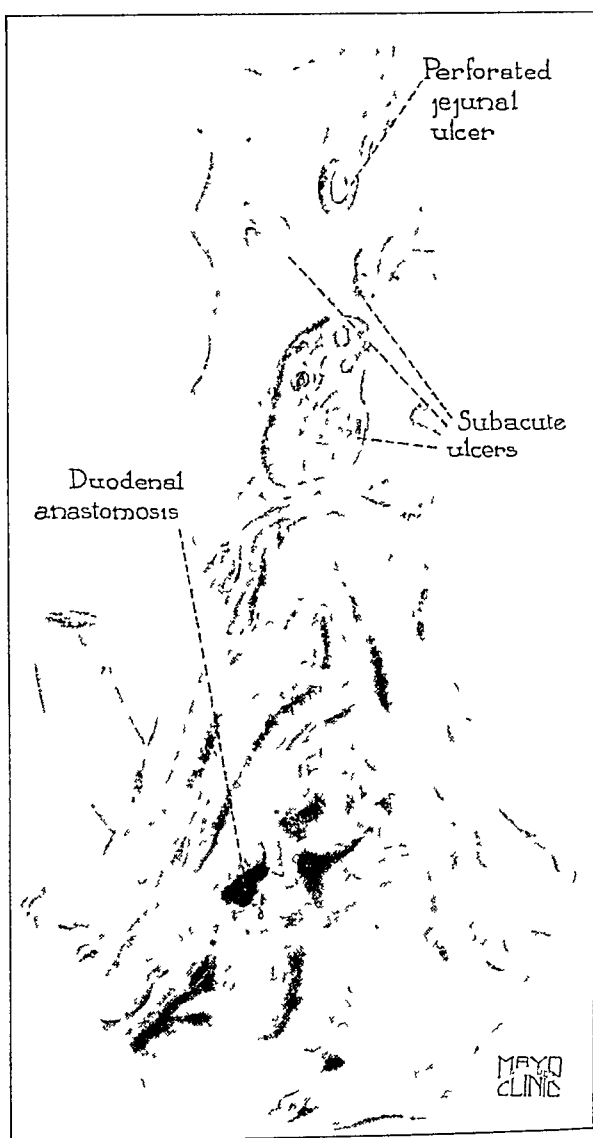 Perforated
jejunal
ulcer
Subacute
ulcers
Duodenal
anastomosis
MAYO
CLINIC